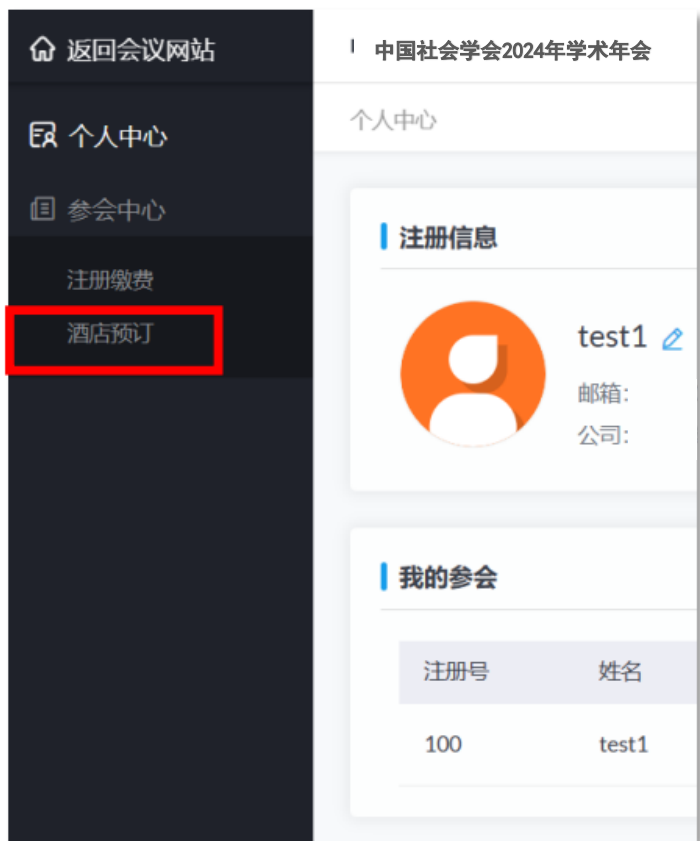 返回会议网站
中国社会学会2024年学术年会
个人中心
个人中心
参会中心
注册缴费
酒店预订
注册信息
test1
邮箱:
公司:
我的参会
注册号 姓名
100 test1